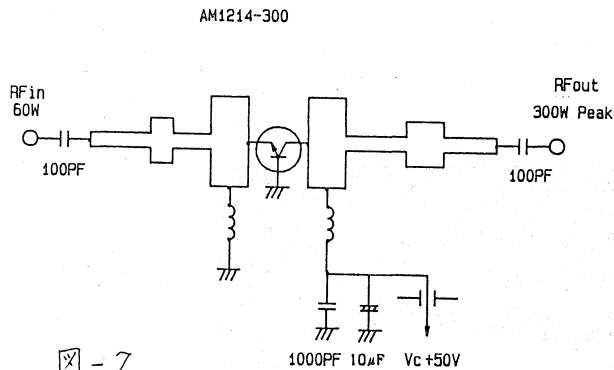 AM1214-300
RFin
60W
RFout
300W Peak
100PF
100PF
1000PF 10μF Vc+50V
図-7